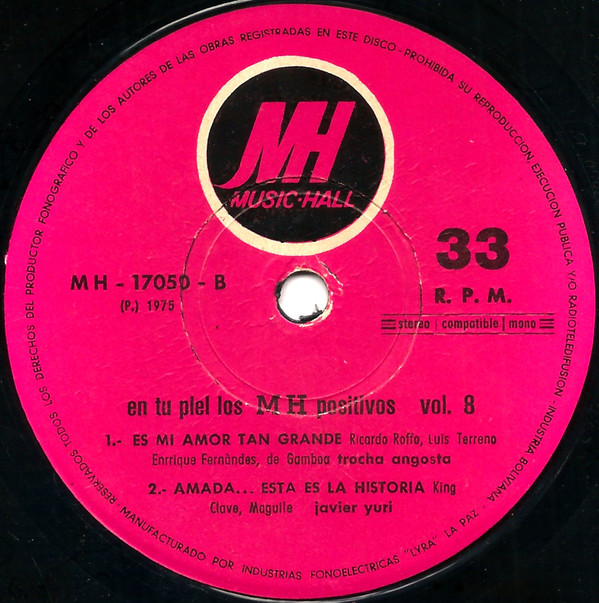 RESERVADOS TODOS LOS DERECHOS DEL PRODUCTOR FONOGRAFICO Y DE LOS AUTORES DE LAS OBRAS REGISTRADAS EN ESTE DISCO - PROHIBIDA SU REPRODUCCION EJECUCION PUBLICA Y/O RADIOTELEDIFUSION - INDUSTRIA BOLIVIANA.
MH
MUSIC-HALL
33
R. P. M.
MH - 17050 - B
(P.) 1975
stereo | compatible | mono
en tu piel los MH positivos vol. 8
1.- ES MI AMOR TAN GRANDE Ricardo Roffo, Luis Terreno
Enrrique Fernàndes, de Gamboa trocha angosta
2.- AMADA... ESTA ES LA HISTORIA King
Clave, Magulle javier yuri
MANUFACTURADO POR INDUSTRIAS FONOELECTRICAS "LYRA" LA PAZ -